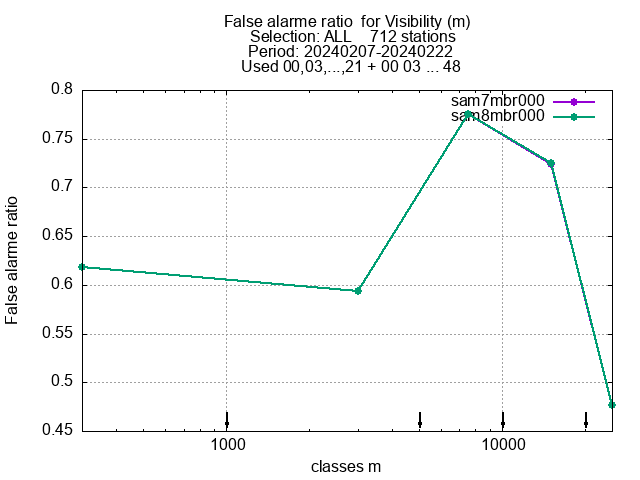 False alarme ratio  for Visibility (m)
Selection: ALL    712 stations
Period: 20240207-20240222
Used 00,03,...,21 + 00 03 ... 48
sam7mbr000
sam8mbr000
0.8
0.75
0.7
0.65
0.6
0.55
0.5
0.45
False alarme ratio
1000
10000
classes m